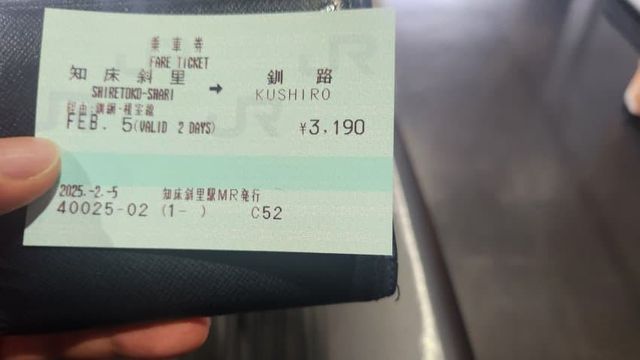 乗車券
FARE TICKET
知床斜里 → 釧路
SHIRETOKO-SHARI KUSHIRO
経由:釧網・根室線
FEB. 5(VALID 2 DAYS) ¥3,190
2025.-2.-5 知床斜里駅MR発行
40025-02 (1- ) C52